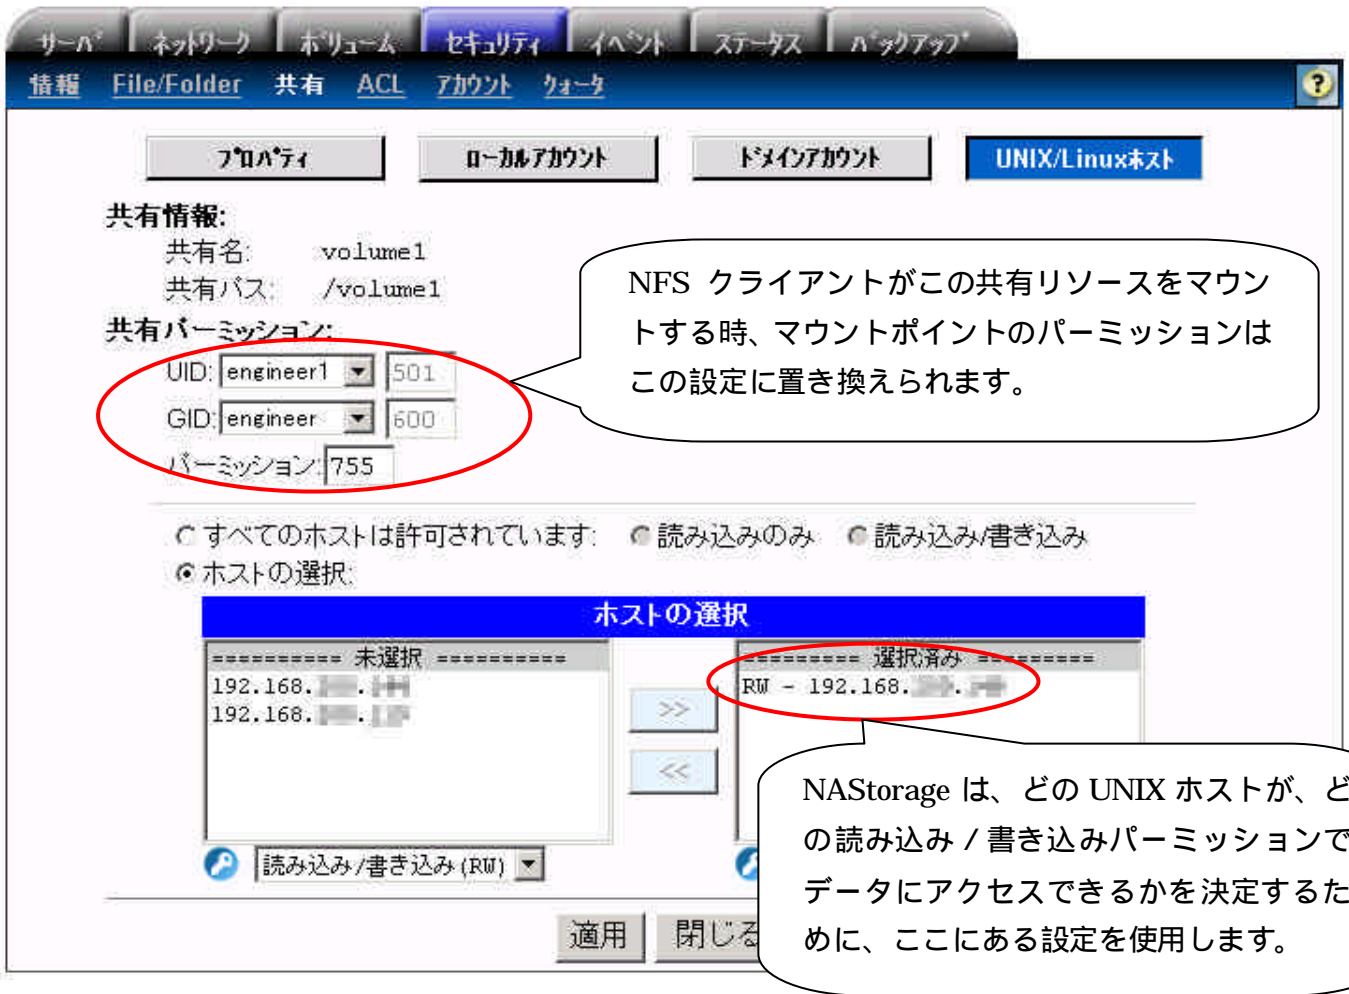 サーバ ネットワーク ボリューム セキュリティ イベント ステータス バックアップ
情報 File/Folder 共有 ACL アカウント クォータ ?
プロパティ ローカルアカウント ドメインアカウント UNIX/Linuxホスト
共有情報:
共有名: volume1
共有パス: /volume1
共有パーミッション:
UID: engineer1 501
GID: engineer 600
パーミッション: 755
NFS クライアントがこの共有リソースをマウン
トする時、マウントポイントのパーミッションは
この設定に置き換えられます。
すべてのホストは許可されています: 読み込みのみ 読み込み/書き込み
ホストの選択:
ホストの選択
========== 未選択 ==========
192.168.
192.168.
>>
<<
========= 選択済み =========
RW - 192.168.
読み込み/書き込み(RW)
適用 閉じる
NAStorage は、どの UNIX ホストが、ど
の読み込み / 書き込みパーミッションで
データにアクセスできるかを決定するた
めに、ここにある設定を使用します。